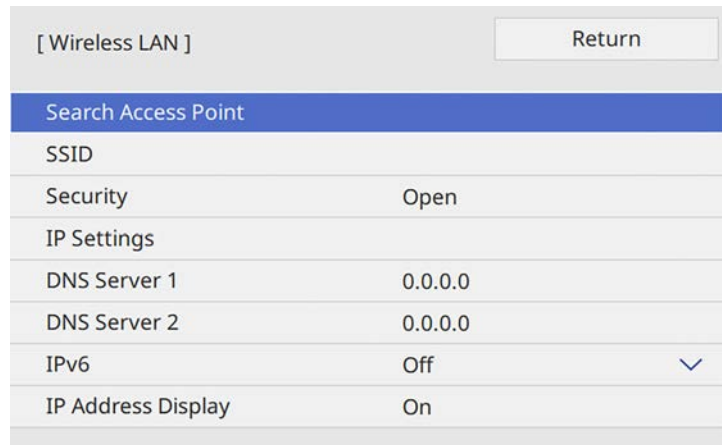 [ Wireless LAN ] Return
Search Access Point
SSID
Security Open
IP Settings
DNS Server 1 0.0.0.0
DNS Server 2 0.0.0.0
IPv6 Off
IP Address Display On